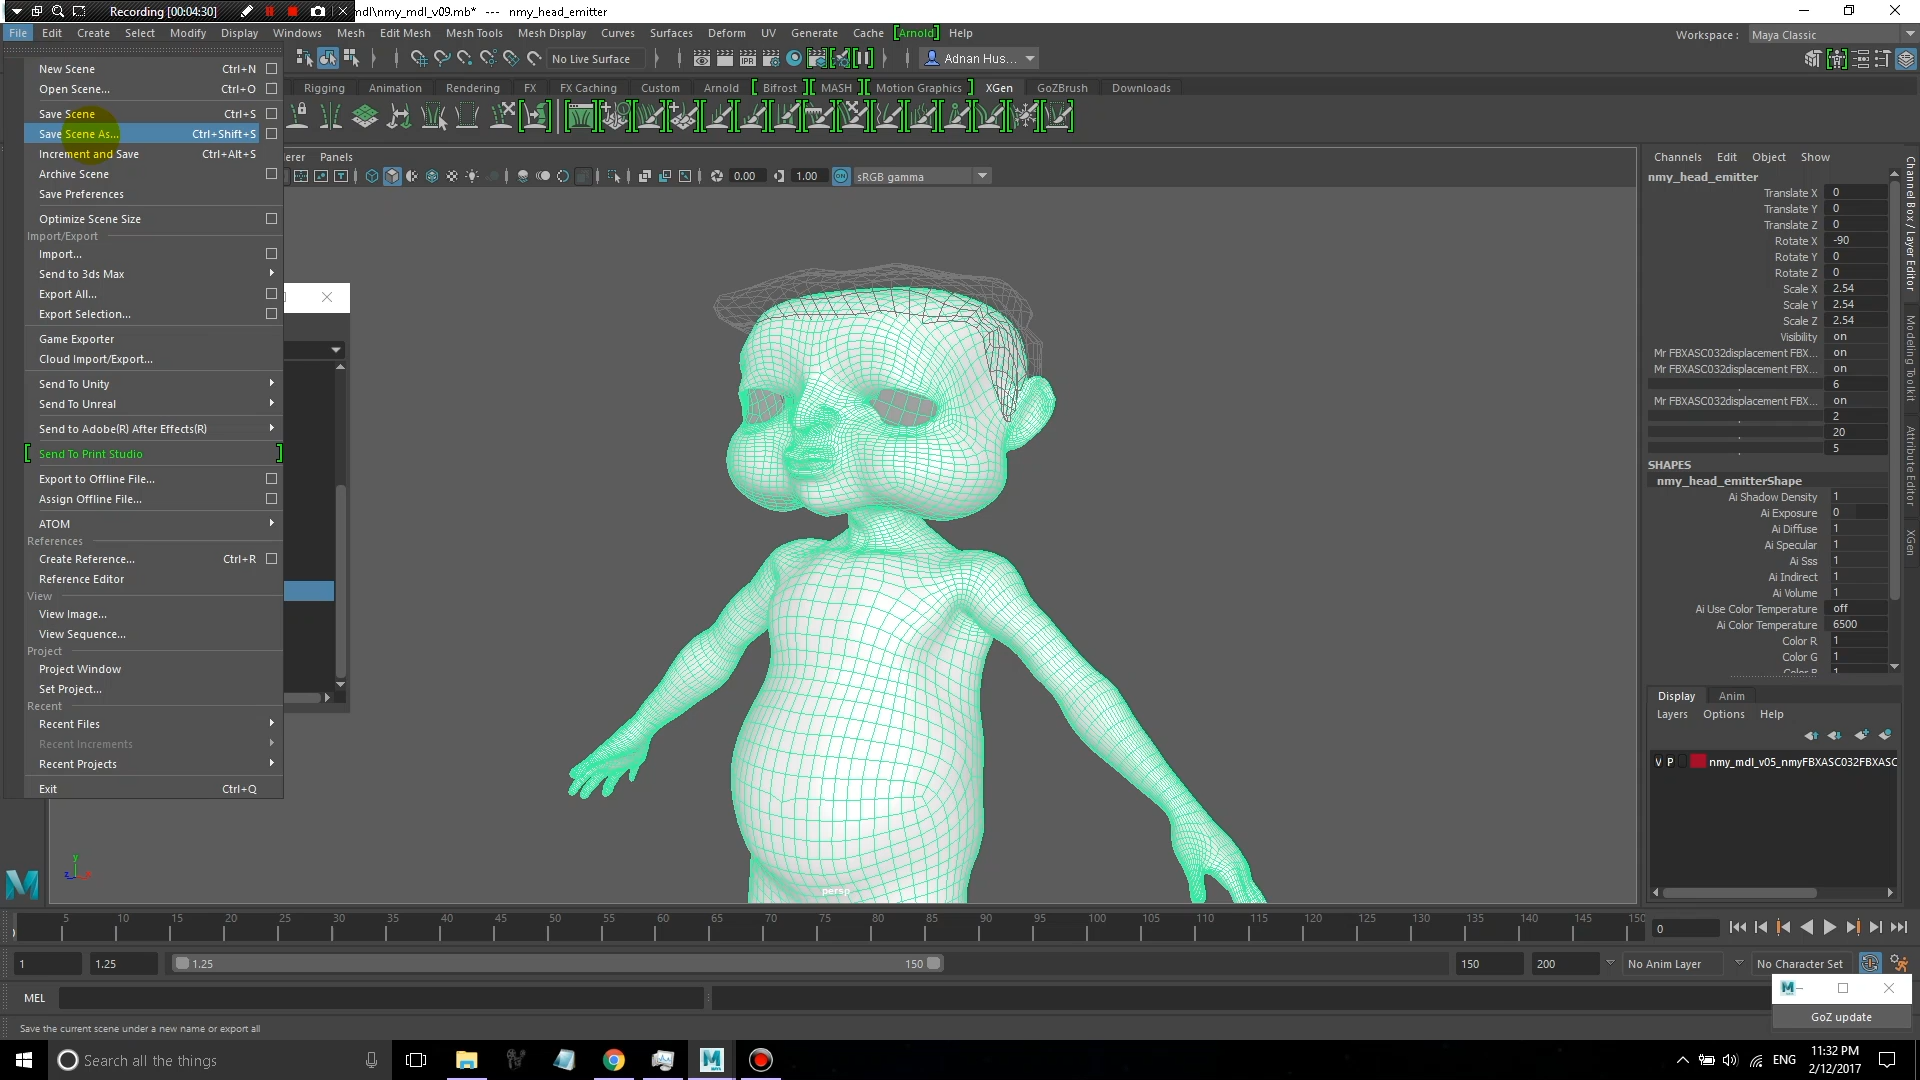 Recording [00:04:30]
mdl\nmy_mdl_v09.mb* --- nmy_head_emitter
File Edit Create Select Modify Display Windows Mesh Edit Mesh Mesh Tools Mesh Display Curves Surfaces Deform UV Generate Cache [Arnold] Help
Workspace : Maya Classic
No Live Surface
Adnan Hus...
Rigging Animation Rendering FX FX Caching Custom Arnold [ Bifrost ] [ MASH ] [ Motion Graphics ] XGen GoZBrush Downloads
IPR
Panels
0.00 1.00 ON sRGB gamma
New Scene Ctrl+N
Open Scene... Ctrl+O
Save Scene Ctrl+S
Save Scene As... Ctrl+Shift+S
Increment and Save Ctrl+Alt+S
Archive Scene
Save Preferences
Optimize Scene Size
Import/Export
Import...
Send to 3ds Max
Export All...
Export Selection...
Game Exporter
Cloud Import/Export...
Send To Unity
Send To Unreal
Send to Adobe(R) After Effects(R)
[ Send To Print Studio ]
Export to Offline File...
Assign Offline File...
ATOM
References
Create Reference... Ctrl+R
Reference Editor
View
View Image...
View Sequence...
Project
Project Window
Set Project...
Recent
Recent Files
Recent Increments
Recent Projects
Exit Ctrl+Q
persp
y
z
Channels Edit Object Show
nmy_head_emitter
Translate X 0
Translate Y 0
Translate Z 0
Rotate X -90
Rotate Y 0
Rotate Z 0
Scale X 2.54
Scale Y 2.54
Scale Z 2.54
Visibility on
Mr FBXASC032displacement FBX... on
Mr FBXASC032displacement FBX... on
6
Mr FBXASC032displacement FBX... on
2
20
5
SHAPES
nmy_head_emitterShape
Ai Shadow Density 1
Ai Exposure 0
Ai Diffuse 1
Ai Specular 1
Ai Sss 1
Ai Indirect 1
Ai Volume 1
Ai Use Color Temperature off
Ai Color Temperature 6500
Color R 1
Color G 1
Channel Box / Layer Editor
Modeling Toolkit
Attribute Editor
XGen
Display Anim
Layers Options Help
V P nmy_mdl_v05_nmyFBXASC032FBXASC
5 10 15 20 25 30 35 40 45 50 55 60 65 70 75 80 85 90 95 100 105 110 115 120 125 130 135 140 145 150
0
1 1.25 1.25 150 150 200 No Anim Layer No Character Set
MEL
GoZ update
Save the current scene under a new name or export all
Search all the things
ENG
11:32 PM
2/12/2017